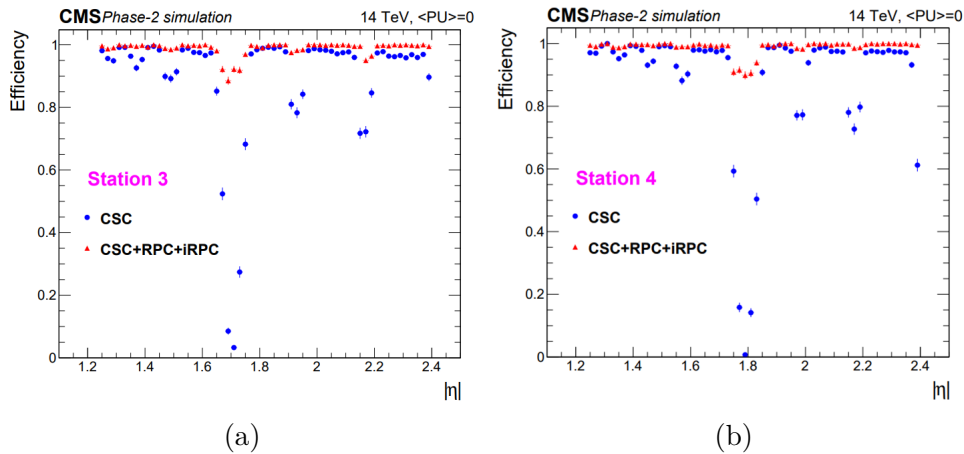 CMS Phase-2 simulation 14 TeV, <PU>=0
Efficiency
1
0.8
0.6
0.4
0.2
0
Station 3
CSC
CSC+RPC+iRPC
1.2 1.4 1.6 1.8 2 2.2 2.4
|η|
(a)
CMS Phase-2 simulation 14 TeV, <PU>=0
Efficiency
1
0.8
0.6
0.4
0.2
0
Station 4
CSC
CSC+RPC+iRPC
1.2 1.4 1.6 1.8 2 2.2 2.4
|η|
(b)